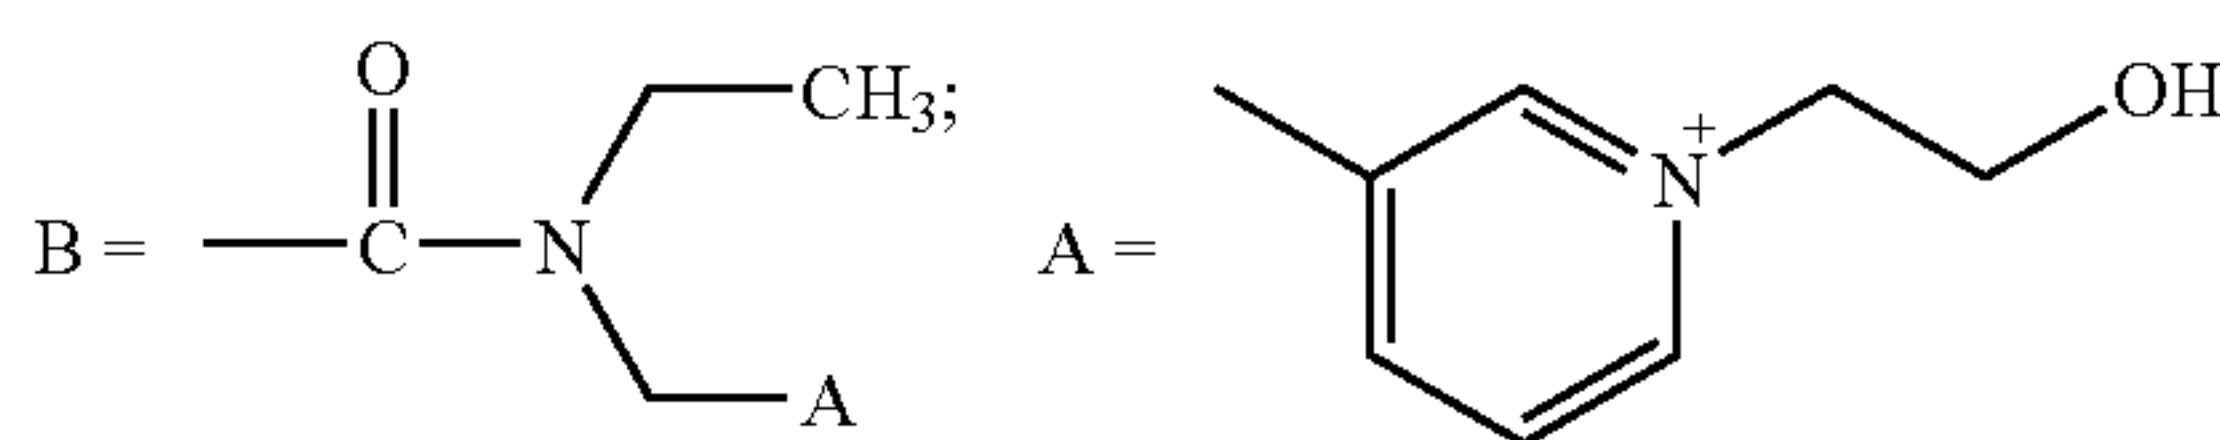 O
CH₃;
B = C N
A
A = N⁺ OH